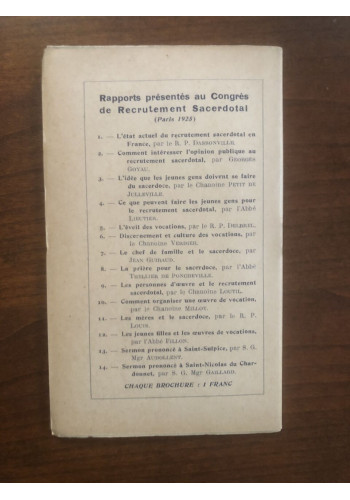 Rapports présentés au Congrès
de Recrutement Sacerdotal
(Paris 1925)
1. — L'état actuel du recrutement sacerdotal en
France, par le R. P. DASSONVILLE.
2. — Comment intéresser l'opinion publique au
recrutement sacerdotal, par GEORGES
GOYAU.
3. — L'idée que les jeunes gens doivent se faire
du sacerdoce, par le Chanoine PETIT DE
JULLEVILLE.
4. — Ce que peuvent faire les jeunes gens pour
le recrutement sacerdotal, par l'Abbé
LIEUTIER.
5. — L'éveil des vocations, par le R. P. DELBREL.
6. — Discernement et culture des vocations, par
le Chanoine VERDIER.
7. — Le chef de famille et le sacerdoce, par
JEAN GUIRAUD.
8. — La prière pour le sacerdoce, par l'Abbé
THELLIER DE PONCHEVILLE.
9. — Les personnes d'œuvre et le recrutement
sacerdotal, par le Chanoine LOUTIL.
10. — Comment organiser une œuvre de vocation,
par le Chanoine MILLOT.
11. — Les mères et le sacerdoce, par le R. P.
12. — Les jeunes filles et les œuvres de vocations,
par l'Abbé FILLON.
13. — Sermon prononcé à Saint-Sulpice, par S. G.
Mgr AUDOLLENT.
14. — Sermon prononcé à Saint-Nicolas du Char-
donnet, par S. G. Mgr GAILLARD.
CHAQUE BROCHURE : 1 FRANC